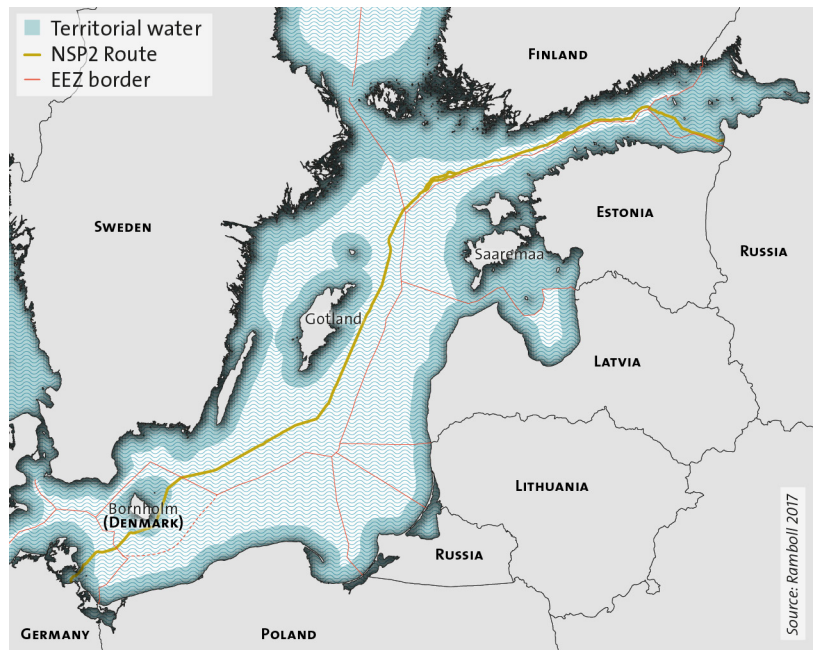 Territorial water
NSP2 Route
EEZ border
FINLAND
SWEDEN
ESTONIA
Saaremaa
RUSSIA
Gotland
LATVIA
LITHUANIA
Bornholm
(DENMARK)
RUSSIA
GERMANY
POLAND
Source: Ramboll 2017